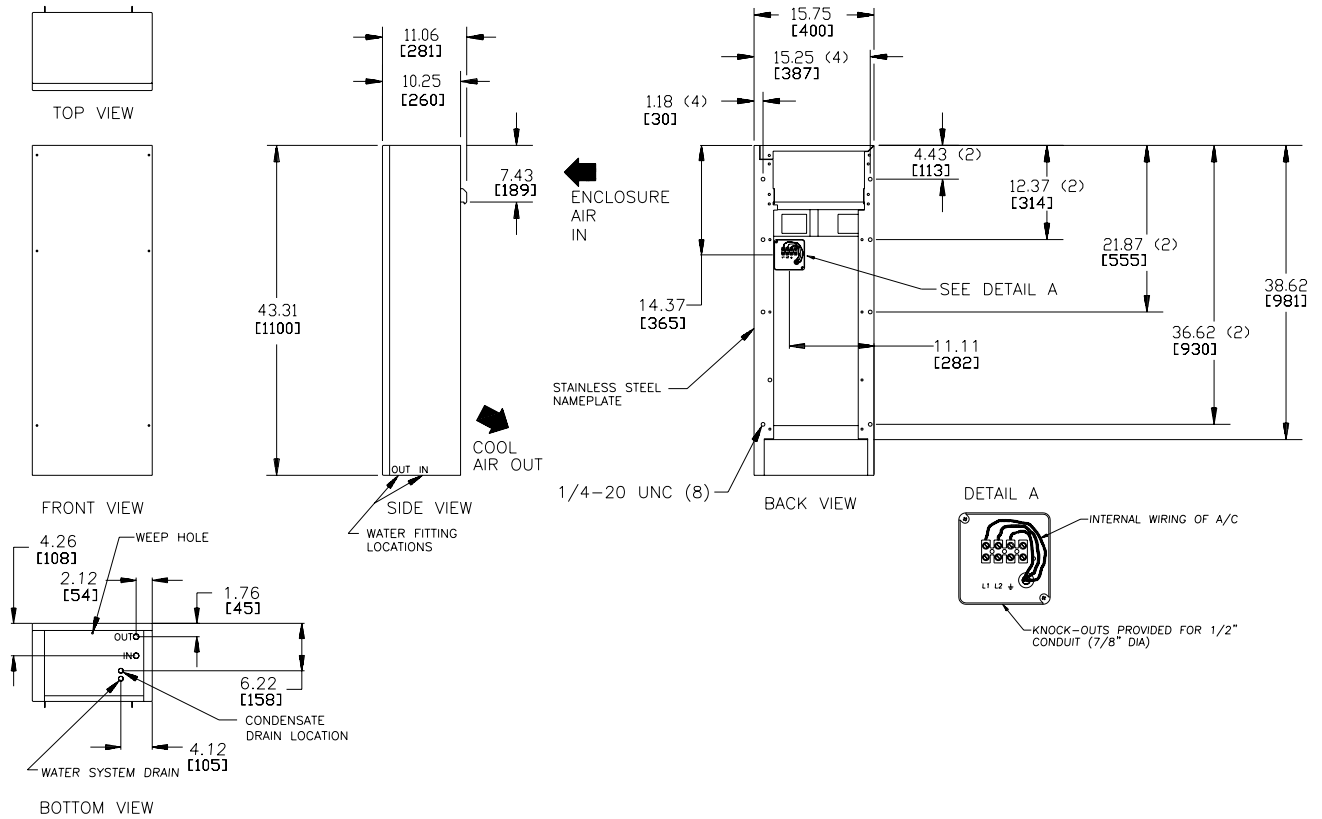 TOP VIEW
11.06
[281]
10.25
[260]
7.43
[189]
ENCLOSURE
AIR
IN
43.31
[1100]
COOL
AIR OUT
OUT IN
FRONT VIEW
SIDE VIEW
WATER FITTING
LOCATIONS
15.75
[400]
15.25 (4)
[387]
1.18 (4)
[30]
4.43 (2)
[113]
12.37 (2)
[314]
21.87 (2)
[555]
SEE DETAIL A
38.62
[981]
14.37
[365]
36.62 (2)
[930]
11.11
[282]
STAINLESS STEEL
NAMEPLATE
1/4-20 UNC (8)
BACK VIEW
DETAIL A
INTERNAL WIRING OF A/C
L1 L2
KNOCK-OUTS PROVIDED FOR 1/2"
CONDUIT (7/8" DIA)
4.26
[108]
WEEP HOLE
2.12
[54]
1.76
[45]
OUT
IN
6.22
[158]
CONDENSATE
DRAIN LOCATION
4.12
[105]
WATER SYSTEM DRAIN
BOTTOM VIEW